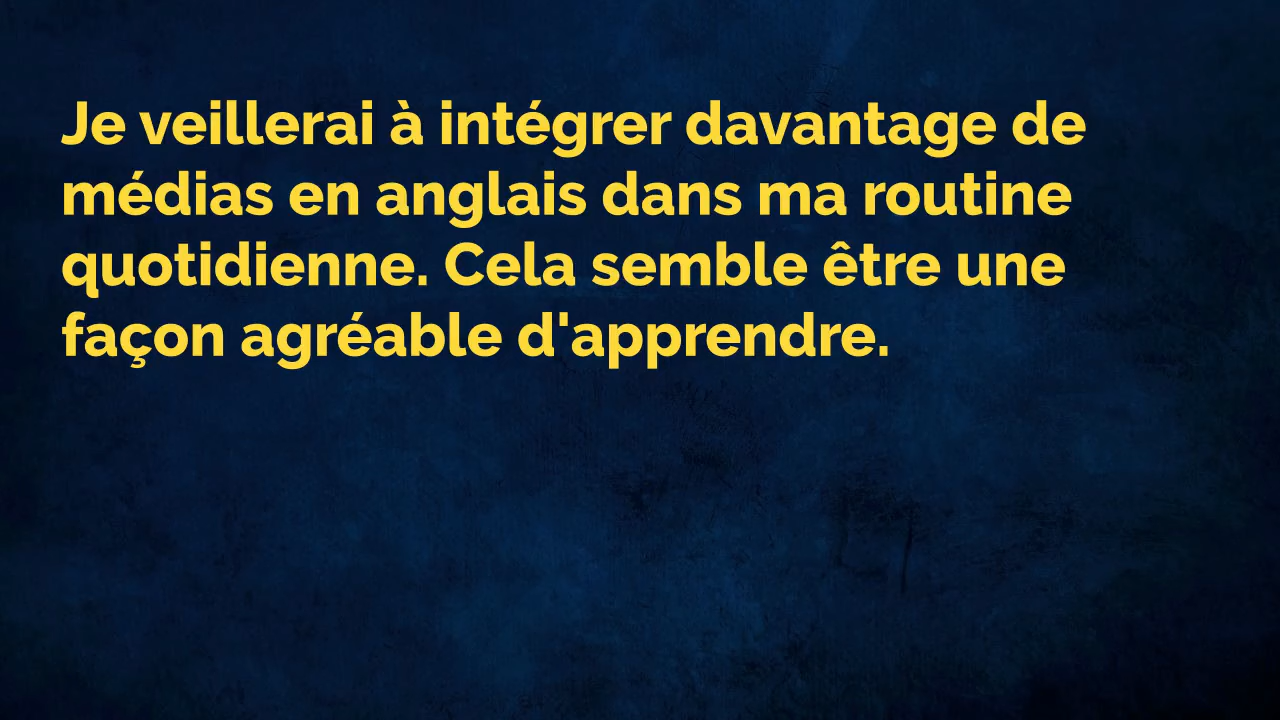 Je veillerai à intégrer davantage de
médias en anglais dans ma routine
quotidienne. Cela semble être une
façon agréable d'apprendre.